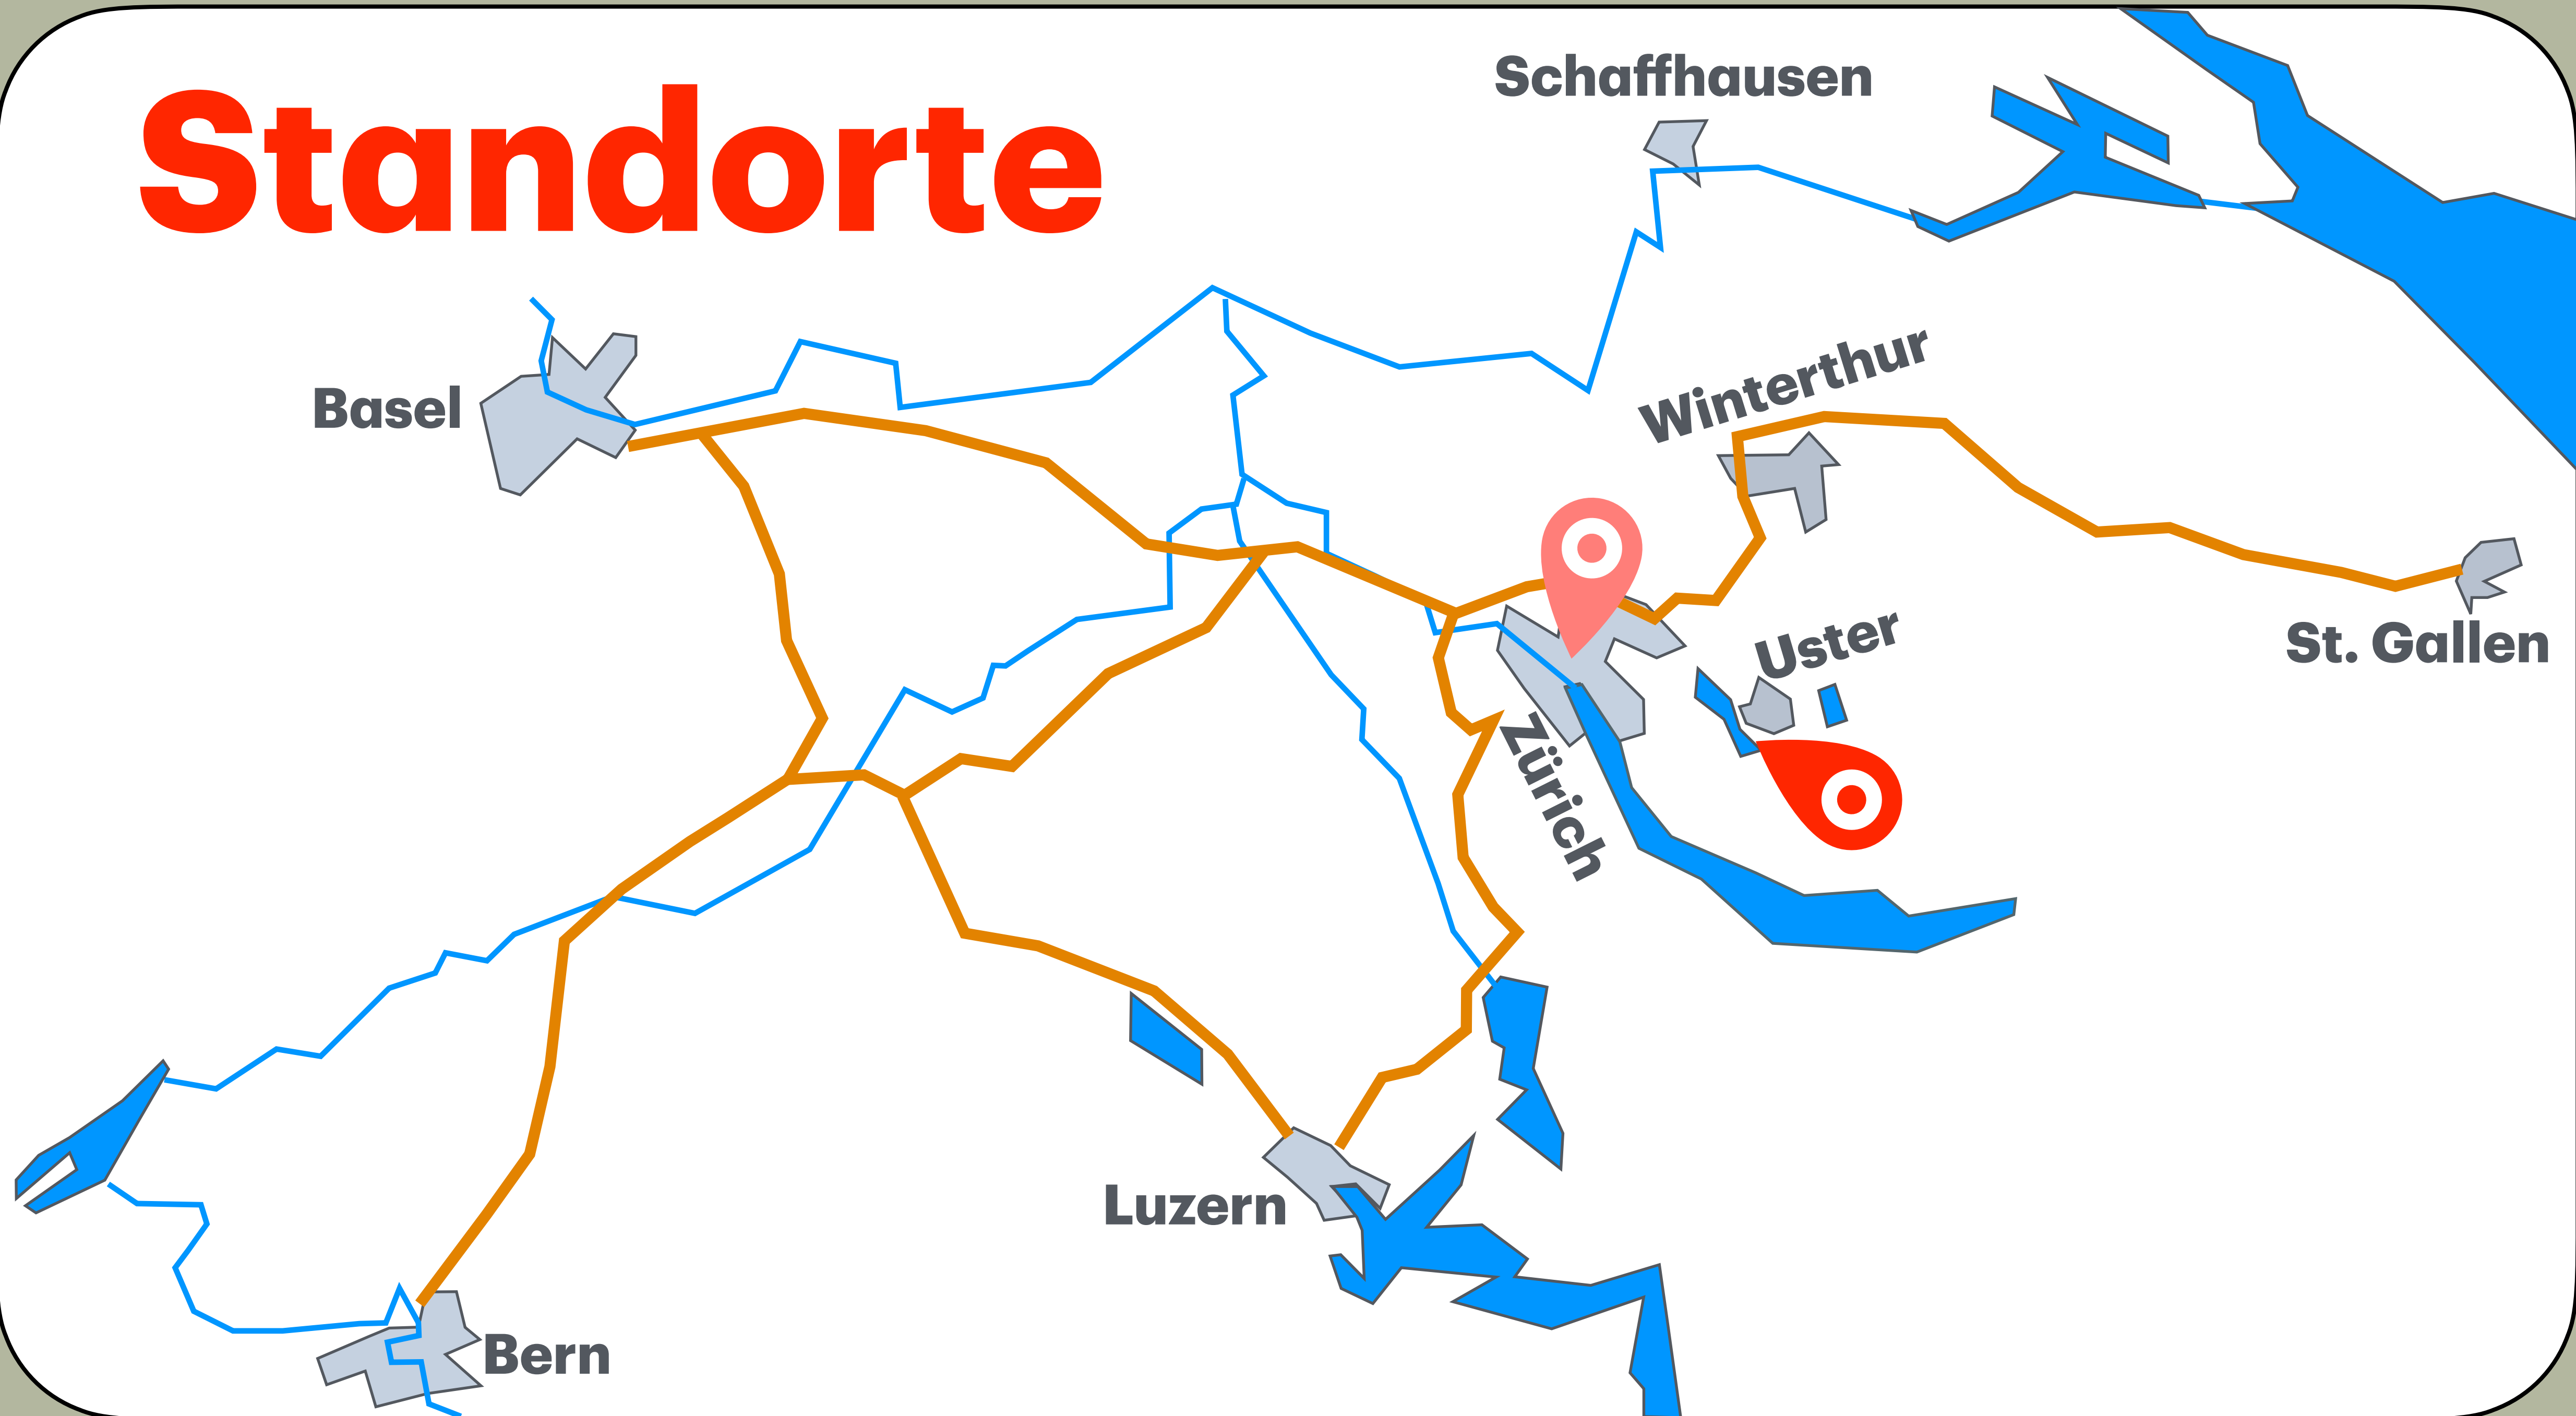 Standorte
Schaffhausen
Winterthur
Basel
Uster
St. Gallen
Zürich
Luzern
Bern